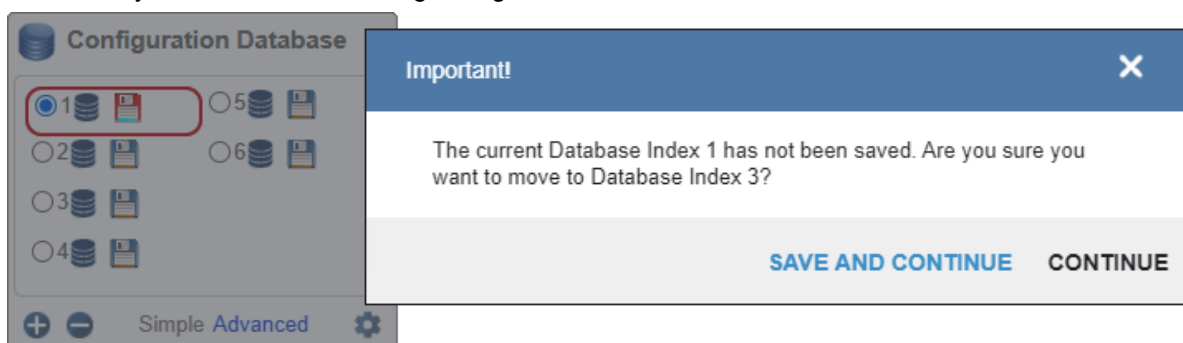 Configuration Database
1
5
2
6
3
4
Simple Advanced
Important!
The current Database Index 1 has not been saved. Are you sure you
want to move to Database Index 3?
SAVE AND CONTINUE CONTINUE